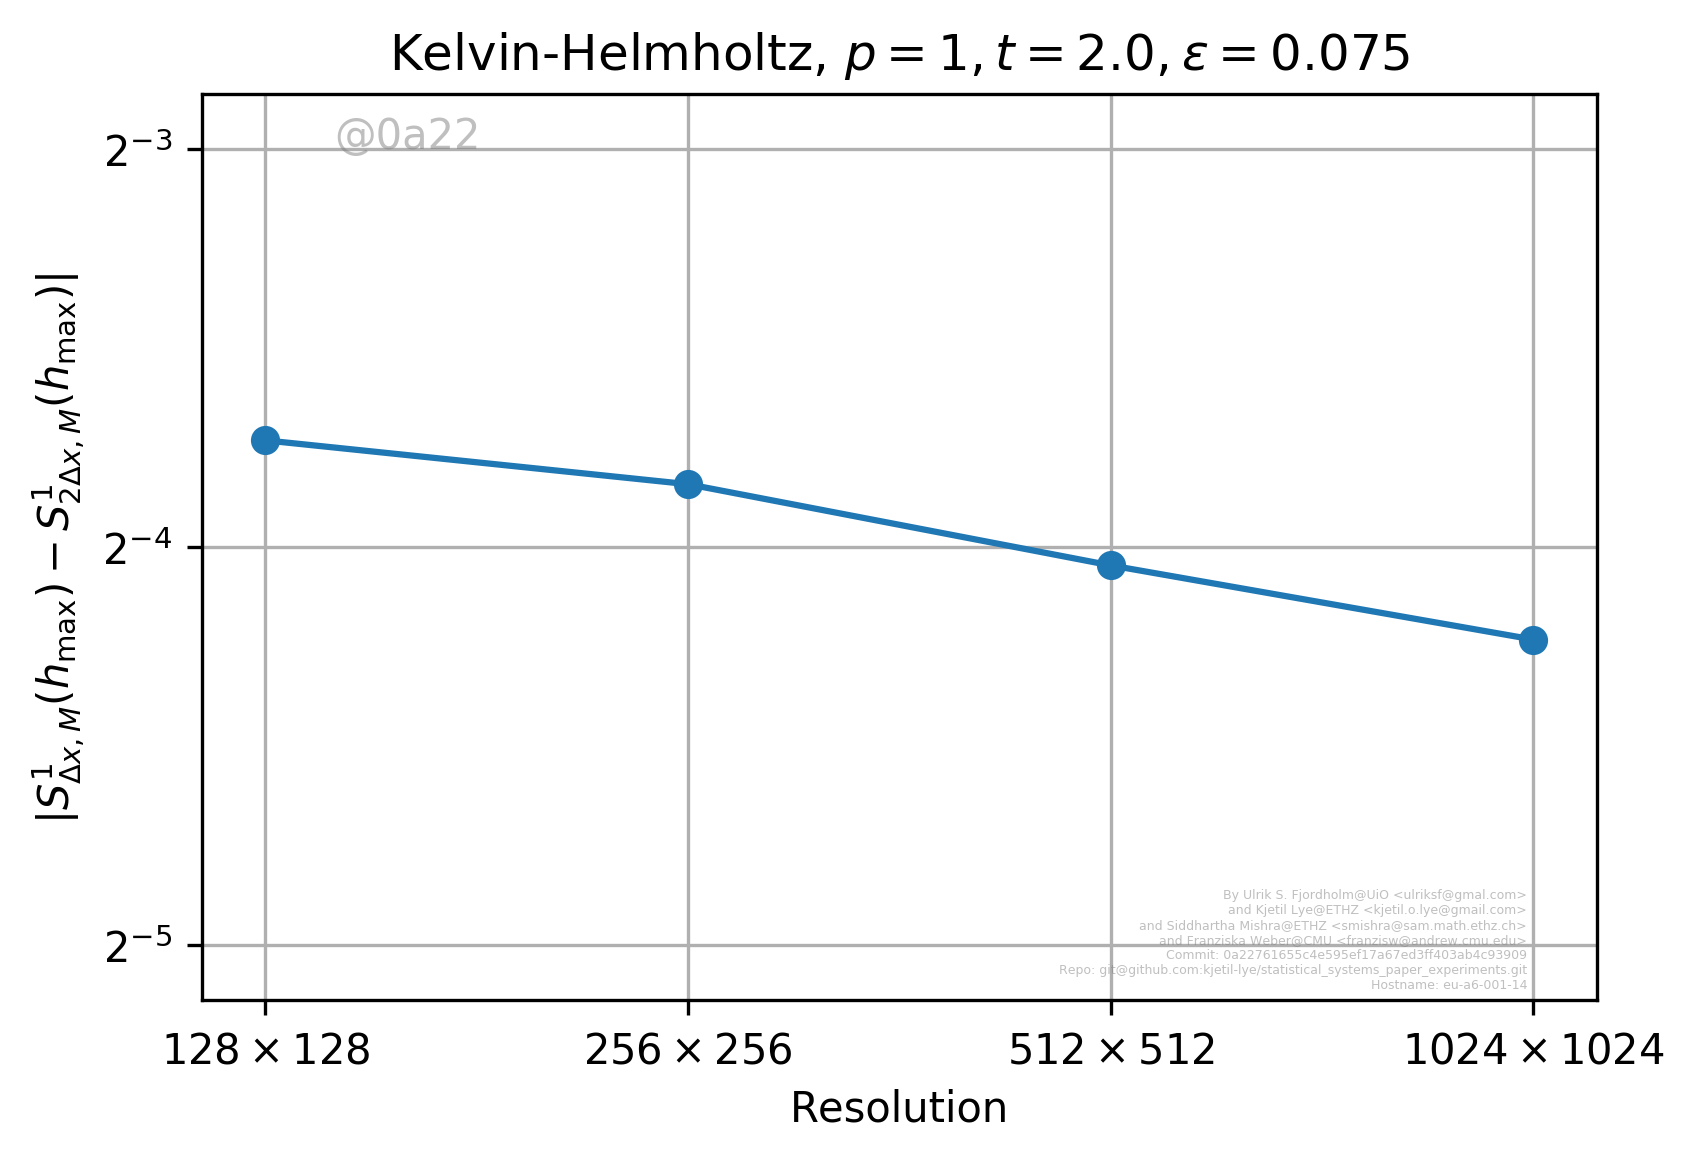 Kelvin-Helmholtz, p = 1, t = 2.0, ε = 0.075
@0a22
2⁻³
2⁻⁴
2⁻⁵
|S¹_{Δx, M}(h_max) − S¹_{2Δx, M}(h_max)|
By Ulrik S. Fjordholm@UiO <ulriksf@gmal.com>
and Kjetil Lye@ETHZ <kjetil.o.lye@gmail.com>
and Siddhartha Mishra@ETHZ <smishra@sam.math.ethz.ch>
and Franziska Weber@CMU <franzisw@andrew.cmu.edu>
Commit: 0a22761655c4e595ef17a67ed3ff403ab4c93909
Repo: git@github.com:kjetil-lye/statistical_systems_paper_experiments.git
Hostname: eu-a6-001-14
128 × 128 256 × 256 512 × 512 1024 × 1024
Resolution